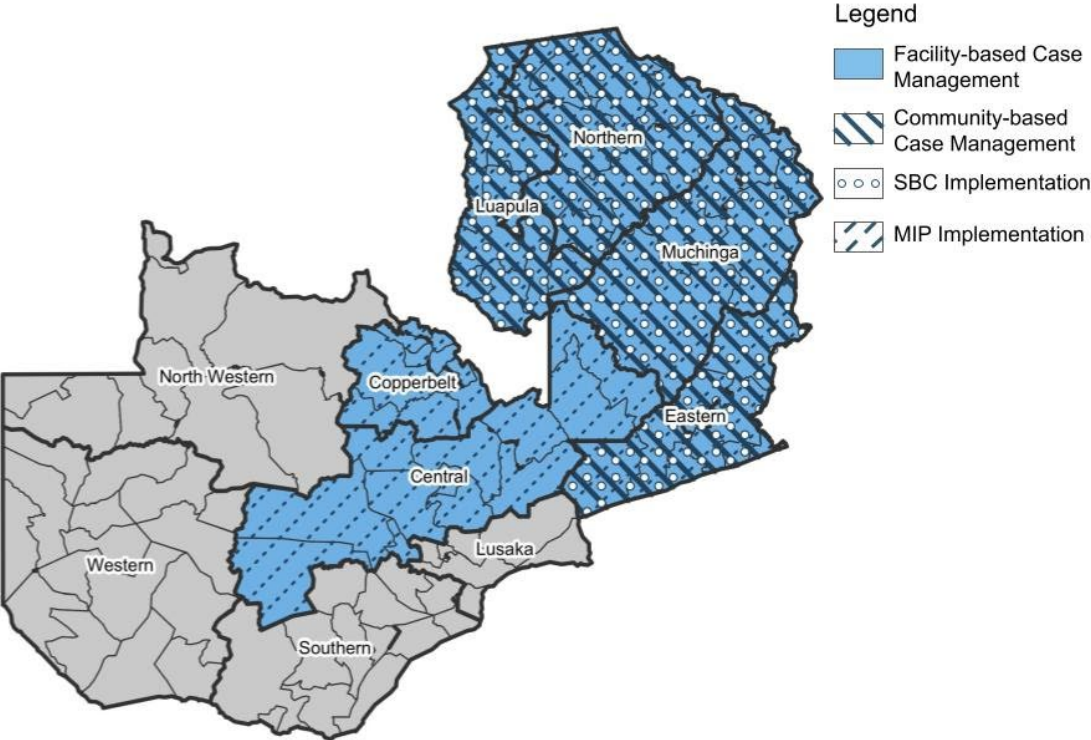 Legend
Facility-based Case
Management
Community-based
Case Management
SBC Implementation
MIP Implementation
Northern
Luapula
Muchinga
North Western
Copperbelt
Eastern
Central
Lusaka
Western
Southern